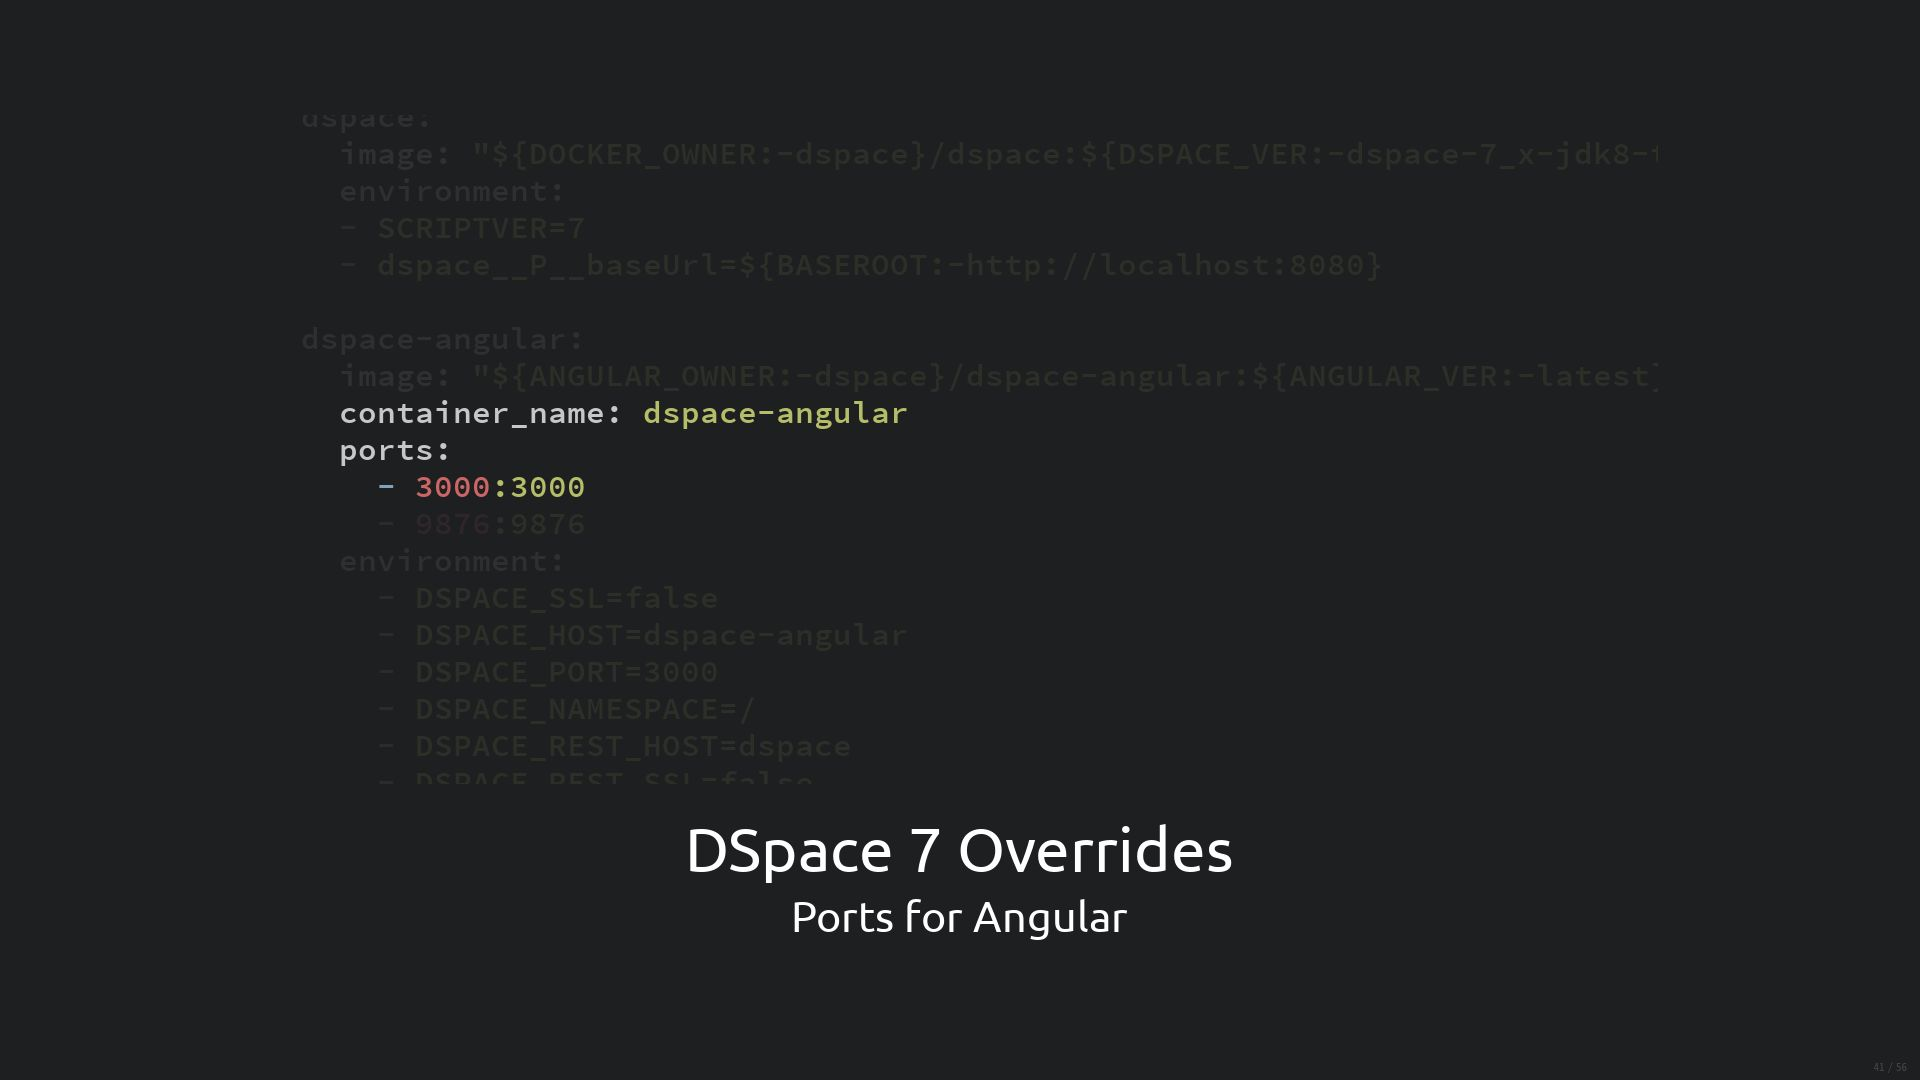 dspace:
image: "${DOCKER_OWNER:-dspace}/dspace:${DSPACE_VER:-dspace-7_x-jdk8-
environment:
- SCRIPTVER=7
- dspace__P__baseUrl=${BASEROOT:-http://localhost:8080}
dspace-angular:
image: "${ANGULAR_OWNER:-dspace}/dspace-angular:${ANGULAR_VER:-latest}
container_name: dspace-angular
ports:
- 3000:3000
- 9876:9876
environment:
- DSPACE_SSL=false
- DSPACE_HOST=dspace-angular
- DSPACE_PORT=3000
- DSPACE_NAMESPACE=/
- DSPACE_REST_HOST=dspace
- DSPACE_REST_SSL=false
DSpace 7 Overrides
Ports for Angular
41 / 56